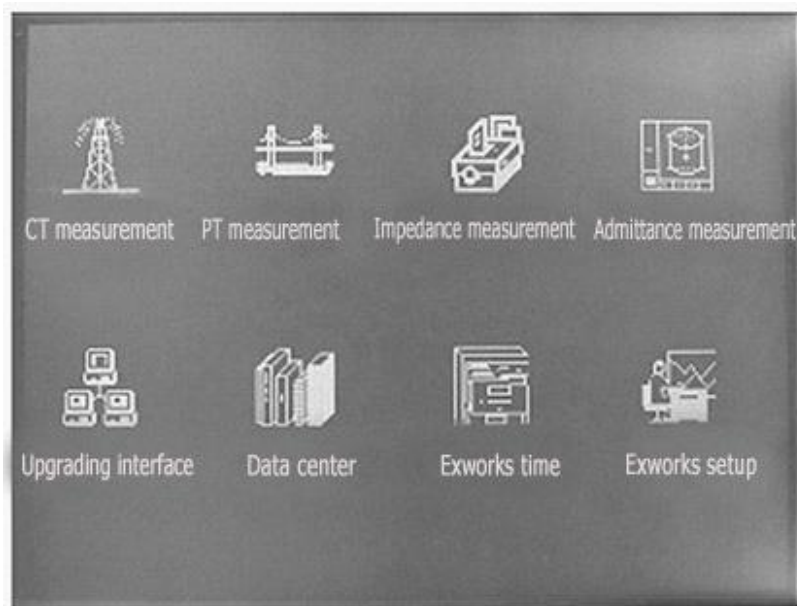 CT measurement
PT measurement
Impedance measurement
Admittance measurement
Upgrading interface
Data center
Exworks time
Exworks setup